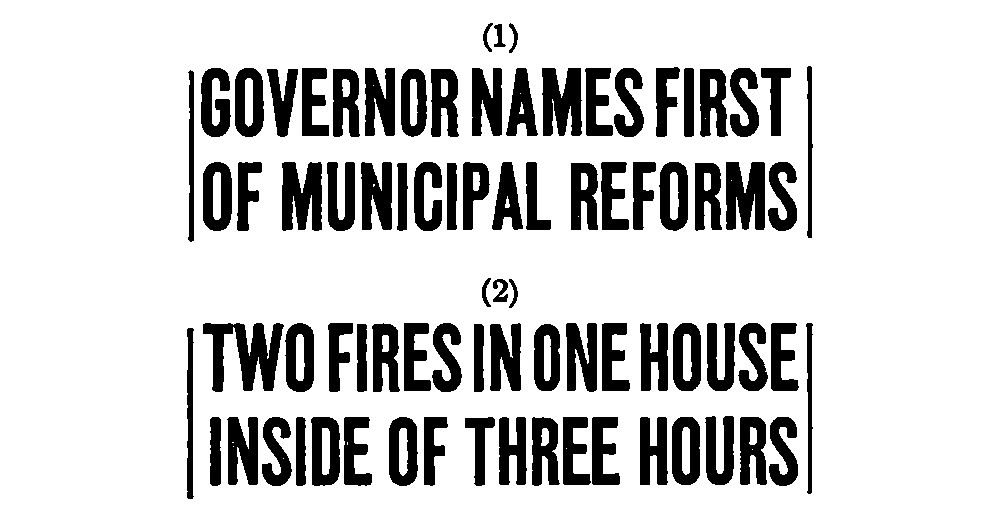 (1)
GOVERNOR NAMES FIRST
OF MUNICIPAL REFORMS
(2)
TWO FIRES IN ONE HOUSE
INSIDE OF THREE HOURS